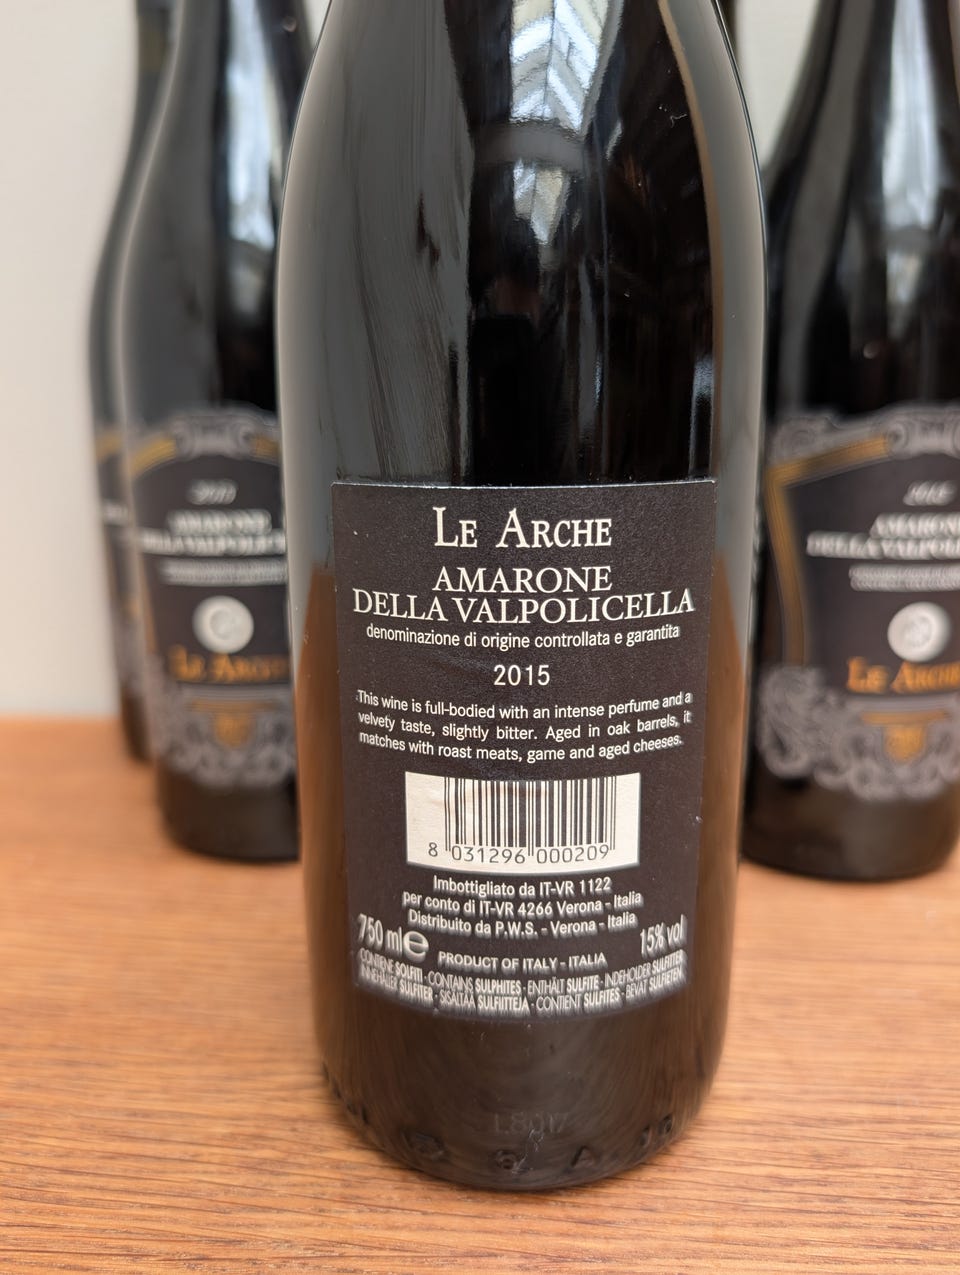 LE ARCHE
AMARONE
DELLA VALPOLICELLA
denominazione di origine controllata e garantita
2015
This wine is full-bodied with an intense perfume and a
velvety taste, slightly bitter. Aged in oak barrels, it
matches with roast meats, game and aged cheeses.
8 031296 000209
Imbottigliato da IT-VR 1122
per conto di IT-VR 4266 Verona - Italia
Distribuito da P.W.S. - Verona - Italia
750 ml e 15% vol
PRODUCT OF ITALY - ITALIA
CONTIENE SOLFITI - CONTAINS SULPHITES - ENTHÄLT SULFITE - INDEHOLDER SULFITTER
INNEHÅLLER SULFITER - SISÄLTÄÄ SULFIITTEJA - CONTIENT SULFITES - BEVAT SULFIETEN
AMARONE
DELLA VALPOLIC
LE ARCHE
AMARONE
DELLA VALPOL
LE ARCHE